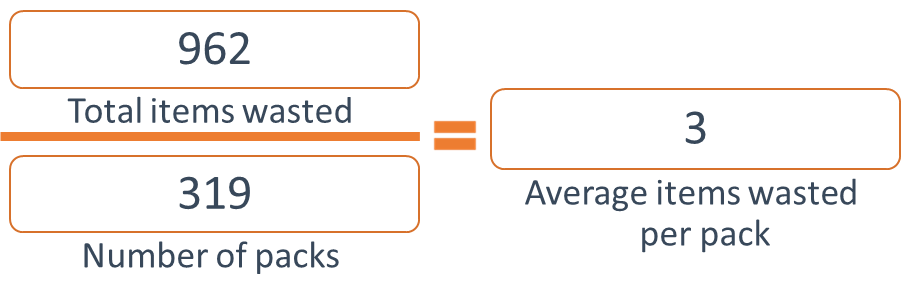 962
Total items wasted
319
Number of packs
=
3
Average items wasted
per pack